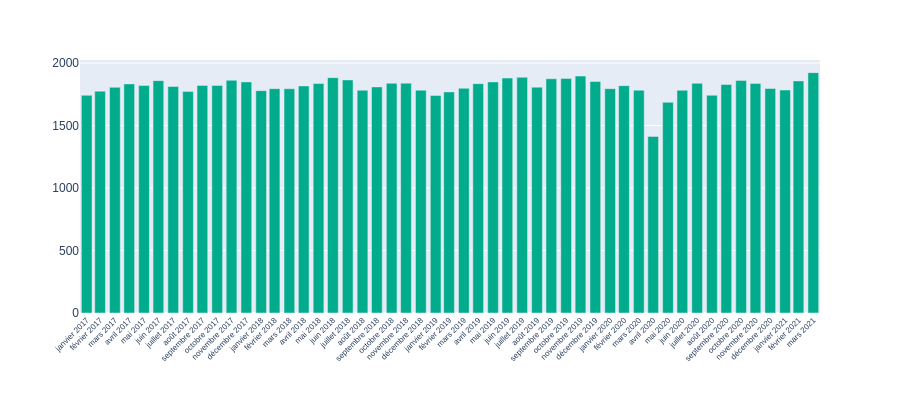 2000
1500
1000
500
0
janvier 2017
février 2017
mars 2017
avril 2017
mai 2017
juin 2017
juillet 2017
août 2017
septembre 2017
octobre 2017
novembre 2017
décembre 2017
janvier 2018
février 2018
mars 2018
avril 2018
mai 2018
juin 2018
juillet 2018
août 2018
septembre 2018
octobre 2018
novembre 2018
décembre 2018
janvier 2019
février 2019
mars 2019
avril 2019
mai 2019
juin 2019
juillet 2019
août 2019
septembre 2019
octobre 2019
novembre 2019
décembre 2019
janvier 2020
février 2020
mars 2020
avril 2020
mai 2020
juin 2020
juillet 2020
août 2020
septembre 2020
octobre 2020
novembre 2020
décembre 2020
janvier 2021
février 2021
mars 2021